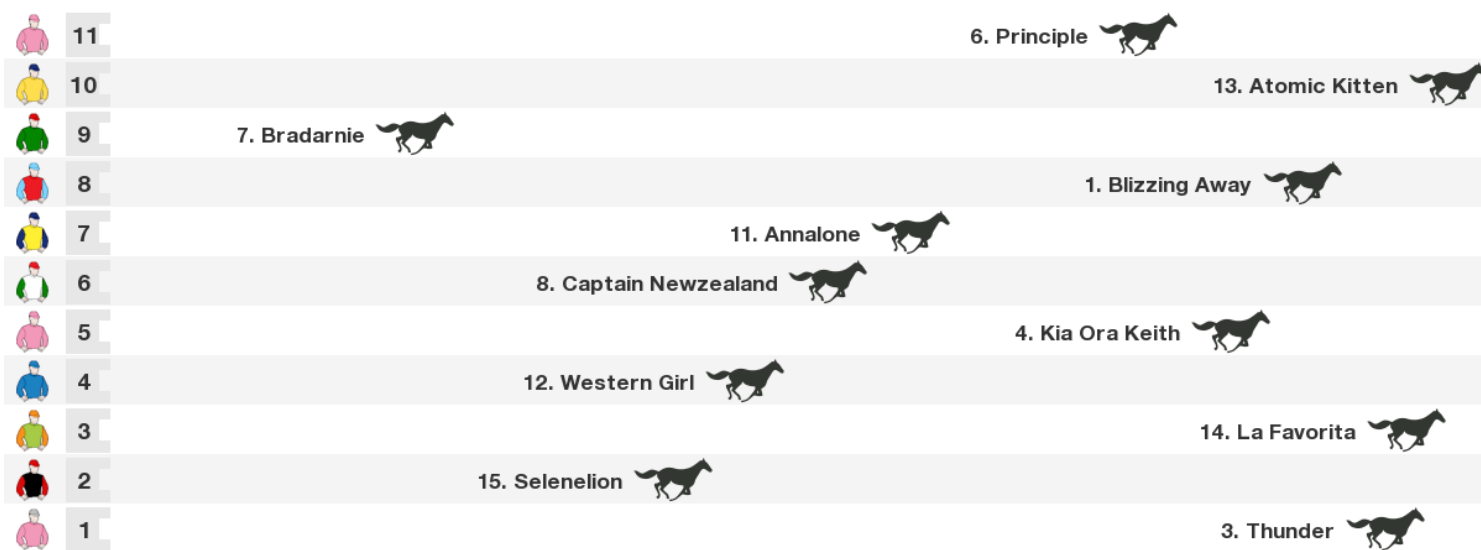 11 6. Principle
10 13. Atomic Kitten
9 7. Bradarnie
8 1. Blizzing Away
7 11. Annalone
6 8. Captain Newzealand
5 4. Kia Ora Keith
4 12. Western Girl
3 14. La Favorita
2 15. Selenelion
1 3. Thunder